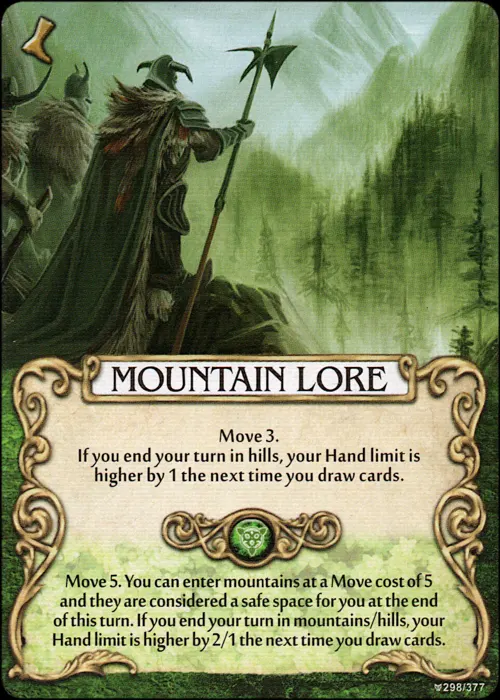 MOUNTAIN LORE
Move 3.
If you end your turn in hills, your Hand limit is
higher by 1 the next time you draw cards.
Move 5. You can enter mountains at a Move cost of 5
and they are considered a safe space for you at the end
of this turn. If you end your turn in mountains/hills, your
Hand limit is higher by 2/1 the next time you draw cards.
298/377